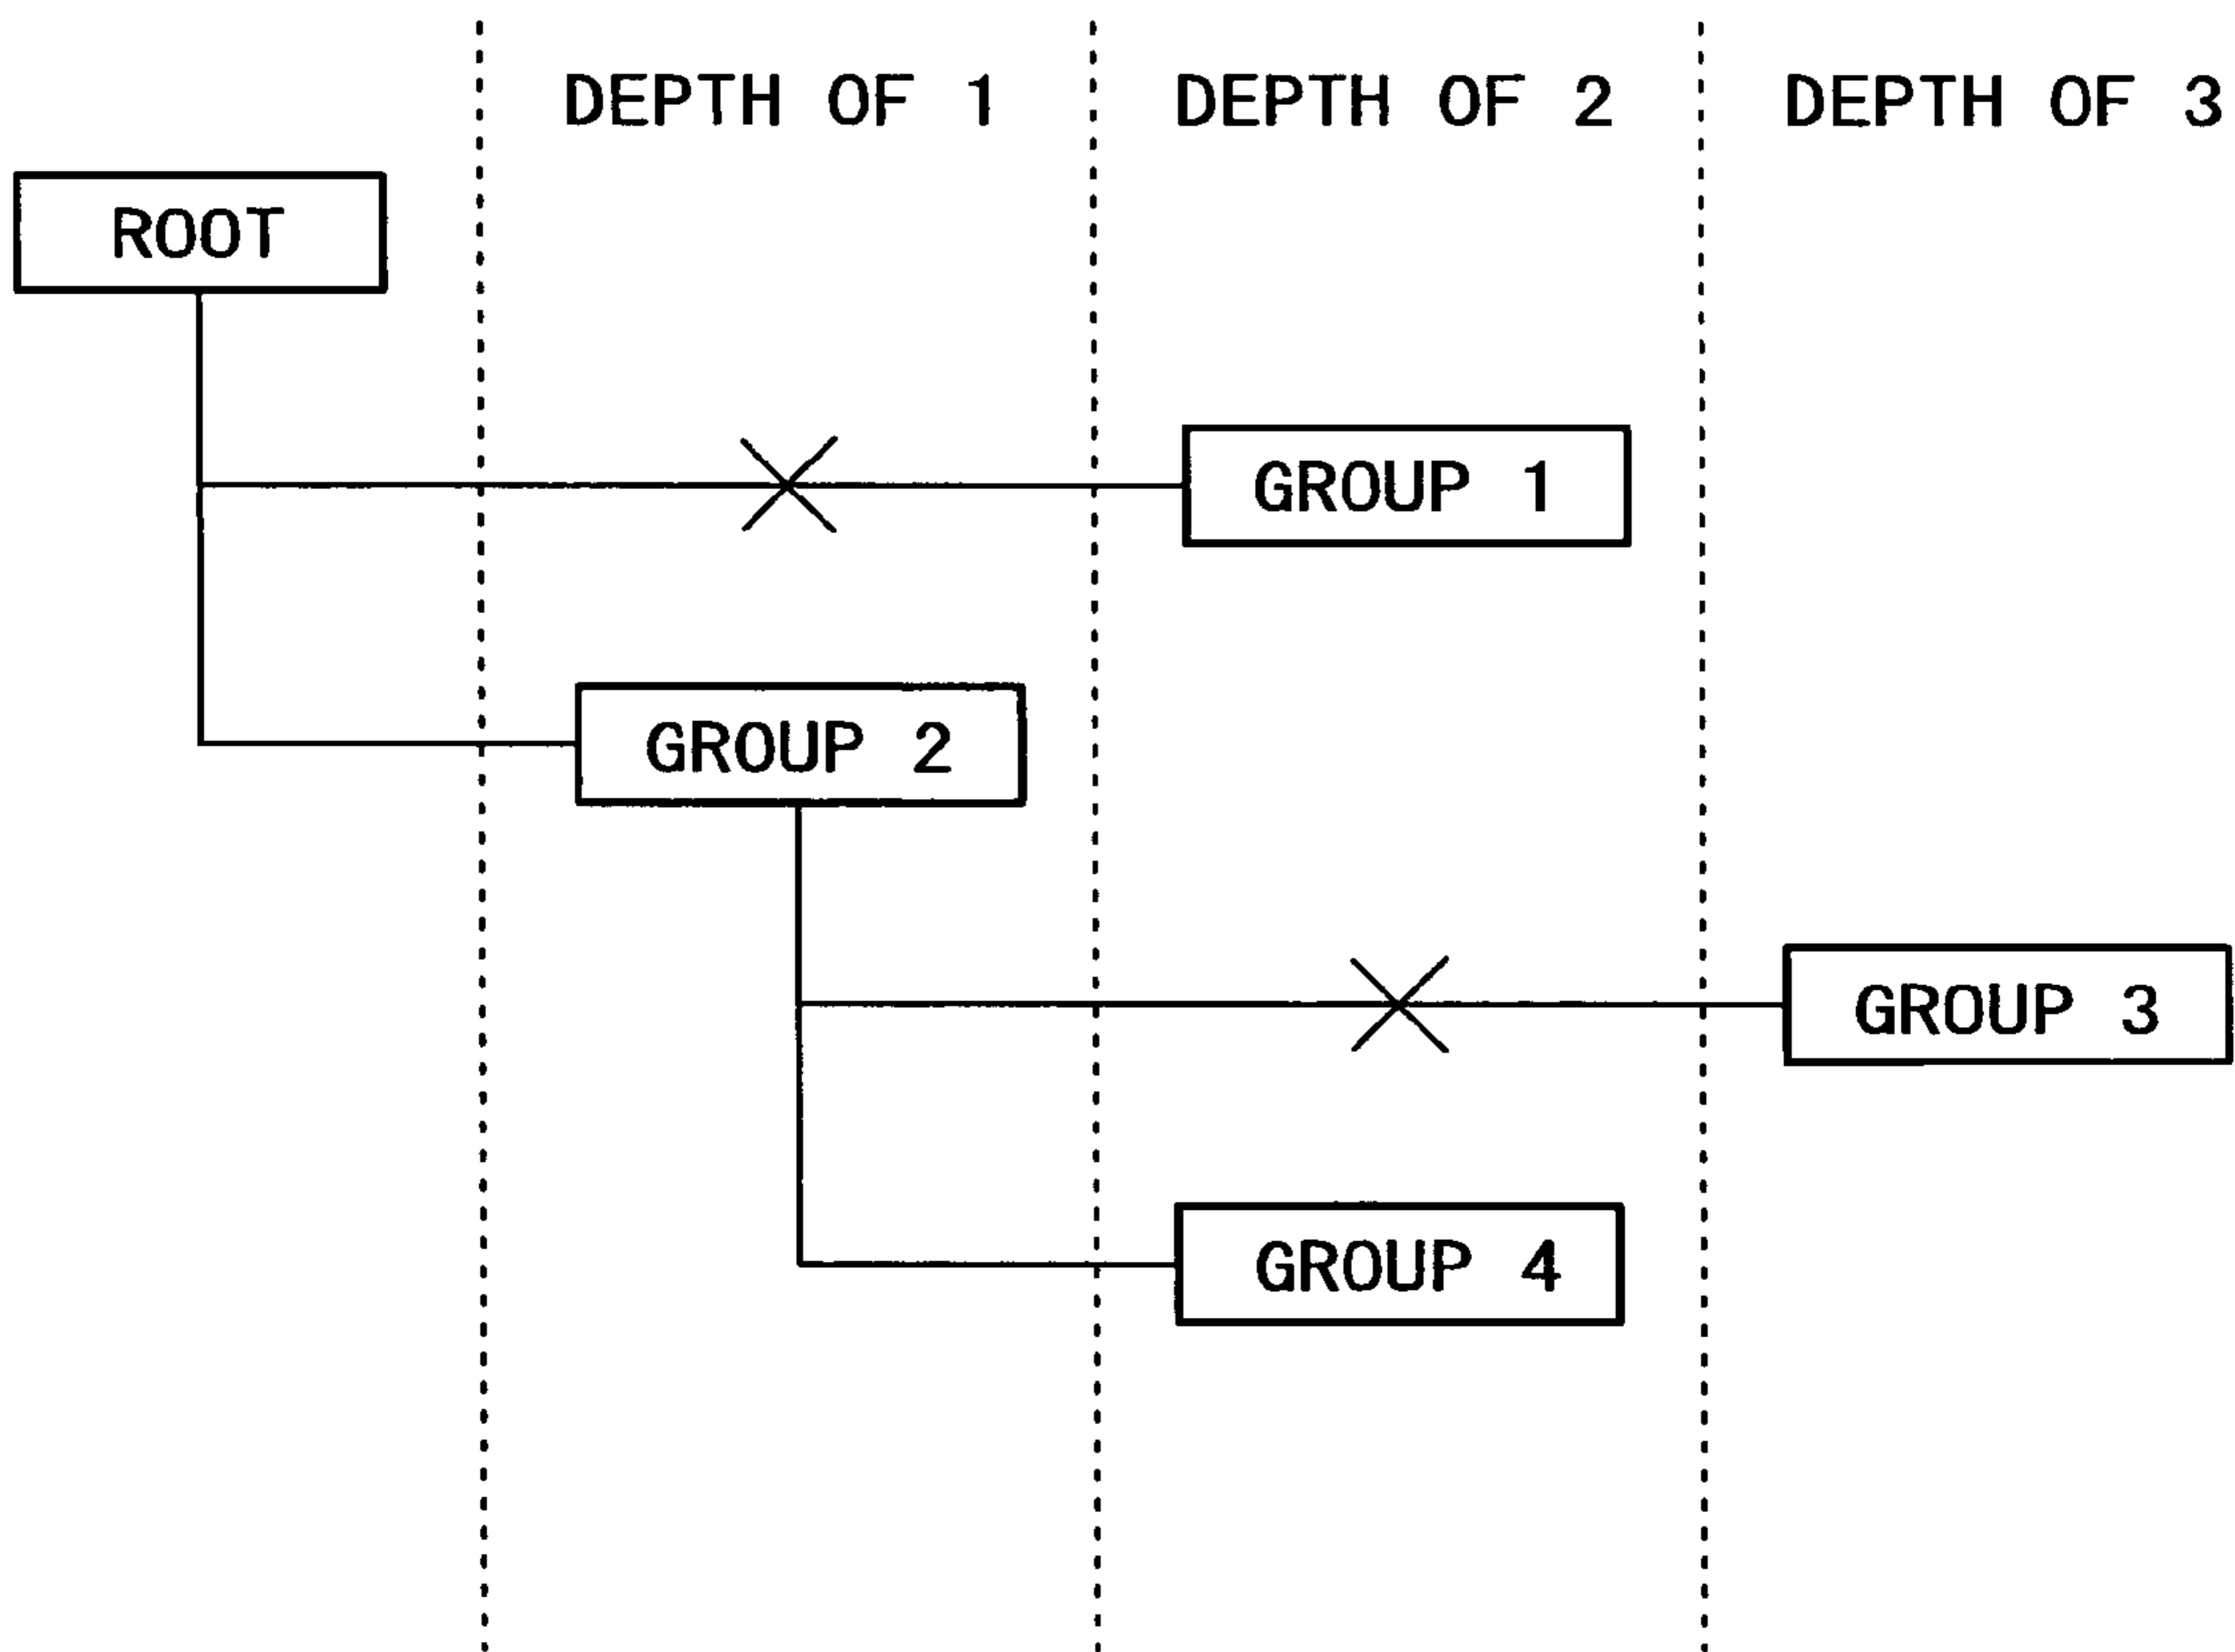 DEPTH OF 1 DEPTH OF 2 DEPTH OF 3
ROOT
GROUP 1
GROUP 2
GROUP 3
GROUP 4